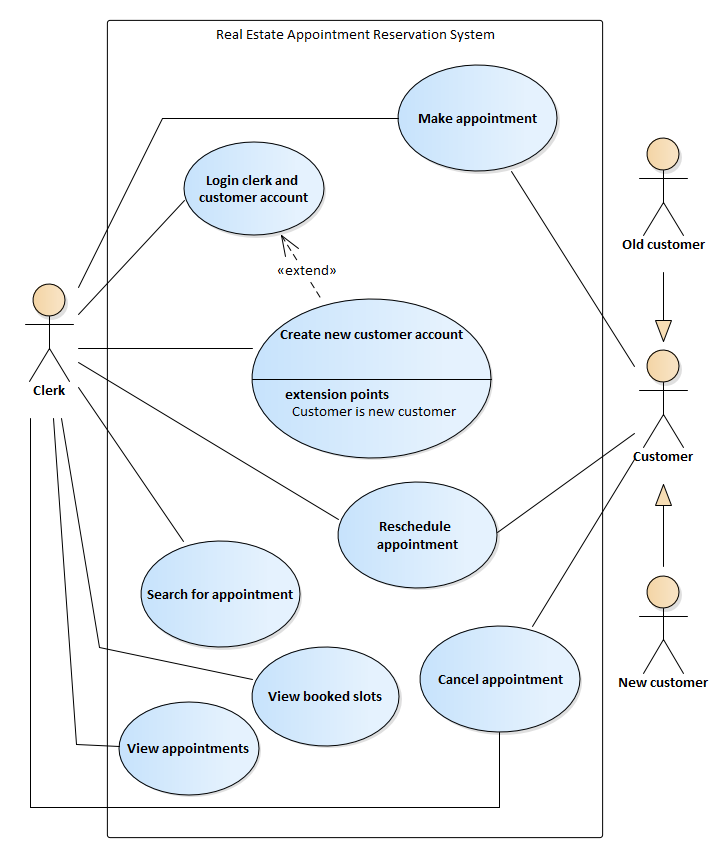 Real Estate Appointment Reservation System
Make appointment
Login clerk and
customer account
Old customer
«extend»
Create new customer account
extension points
Customer is new customer
Clerk
Customer
Reschedule
appointment
Search for appointment
Cancel appointment
New customer
View booked slots
View appointments